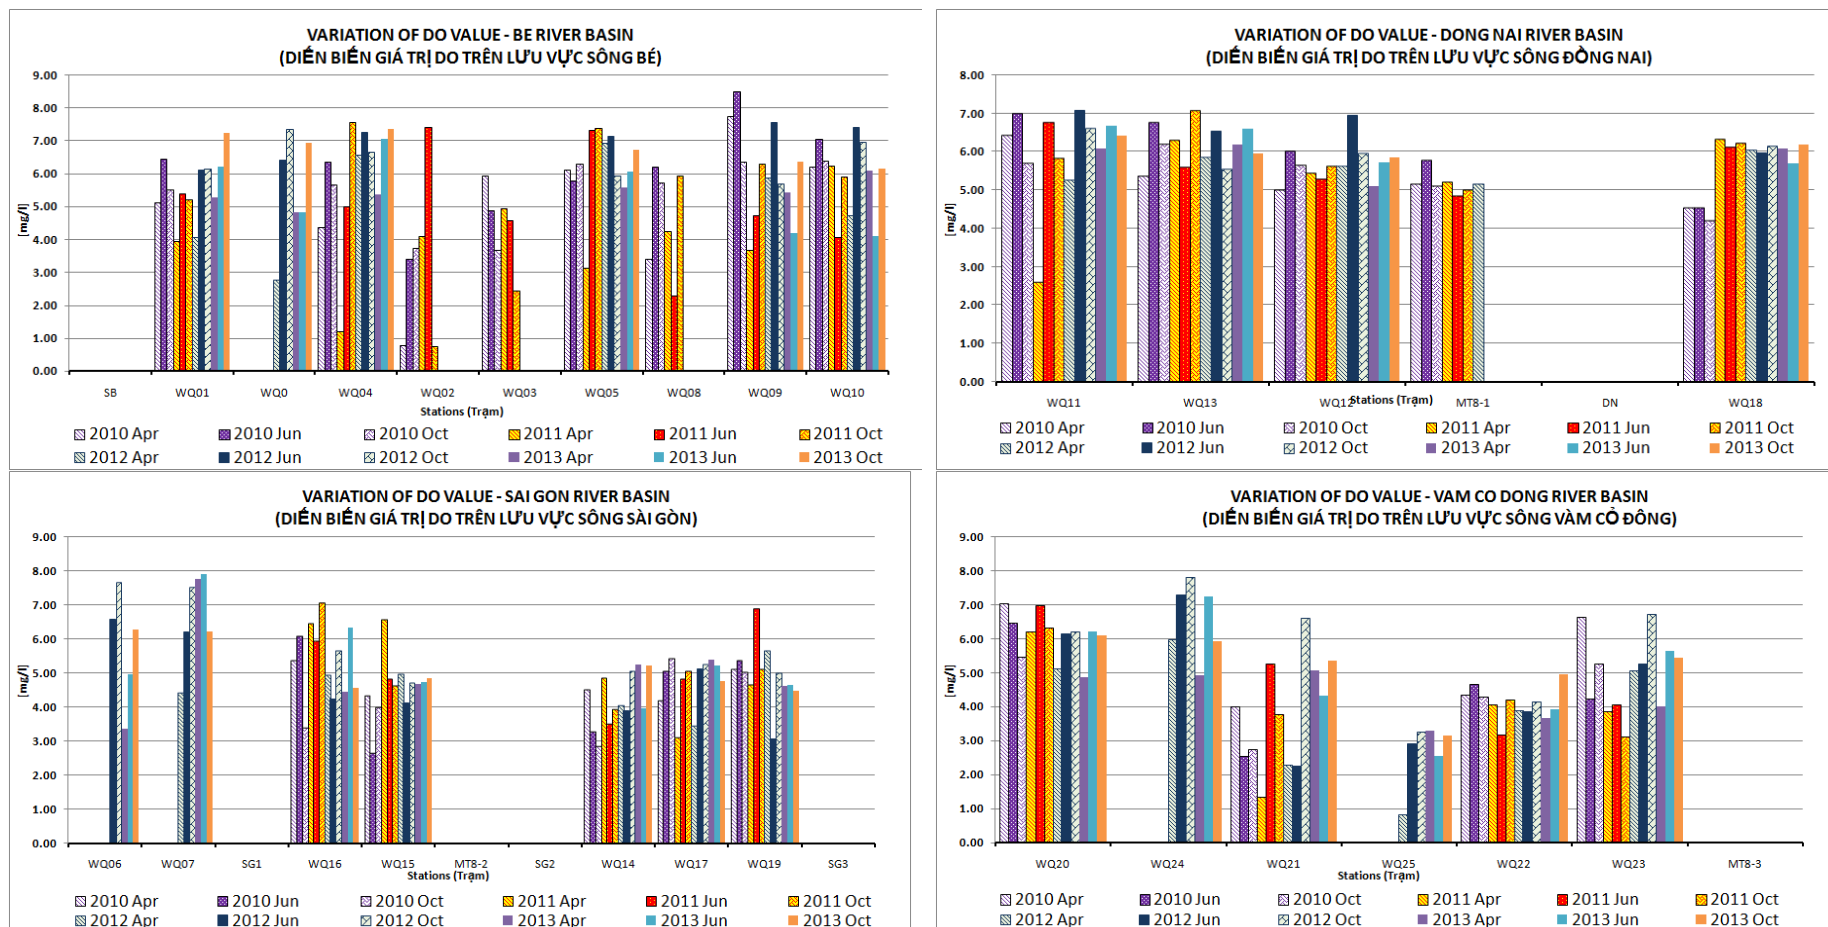 VARIATION OF DO VALUE - BE RIVER BASIN
(DIỄN BIẾN GIÁ TRỊ DO TRÊN LƯU VỰC SÔNG BÉ)
9.00
8.00
7.00
6.00
5.00
4.00
3.00
2.00
1.00
0.00
[mg/l]
SB WQ01 WQ0 WQ04 WQ02 WQ03 WQ05 WQ08 WQ09 WQ10
Stations (Trạm)
2010 Apr 2010 Jun 2010 Oct 2011 Apr 2011 Jun 2011 Oct
2012 Apr 2012 Jun 2012 Oct 2013 Apr 2013 Jun 2013 Oct
VARIATION OF DO VALUE - DONG NAI RIVER BASIN
(DIỄN BIẾN GIÁ TRỊ DO TRÊN LƯU VỰC SÔNG ĐỒNG NAI)
8.00
7.00
6.00
5.00
4.00
3.00
2.00
1.00
0.00
[mg/l]
WQ11 WQ13 WQ12 MT8-1 DN WQ18
Stations (Trạm)
2010 Apr 2010 Jun 2010 Oct 2011 Apr 2011 Jun 2011 Oct
2012 Apr 2012 Jun 2012 Oct 2013 Apr 2013 Jun 2013 Oct
VARIATION OF DO VALUE - SAI GON RIVER BASIN
(DIỄN BIẾN GIÁ TRỊ DO TRÊN LƯU VỰC SÔNG SÀI GÒN)
9.00
8.00
7.00
6.00
5.00
4.00
3.00
2.00
1.00
0.00
[mg/l]
WQ06 WQ07 SG1 WQ16 WQ15 MT8-2 SG2 WQ14 WQ17 WQ19 SG3
Stations (Trạm)
2010 Apr 2010 Jun 2010 Oct 2011 Apr 2011 Jun 2011 Oct
2012 Apr 2012 Jun 2012 Oct 2013 Apr 2013 Jun 2013 Oct
VARIATION OF DO VALUE - VAM CO DONG RIVER BASIN
(DIỄN BIẾN GIÁ TRỊ DO TRÊN LƯU VỰC SÔNG VÀM CỎ ĐÔNG)
9.00
8.00
7.00
6.00
5.00
4.00
3.00
2.00
1.00
0.00
[mg/l]
WQ20 WQ24 WQ21 WQ25 WQ22 WQ23 MT8-3
Stations (Trạm)
2010 Apr 2010 Jun 2010 Oct 2011 Apr 2011 Jun 2011 Oct
2012 Apr 2012 Jun 2012 Oct 2013 Apr 2013 Jun 2013 Oct